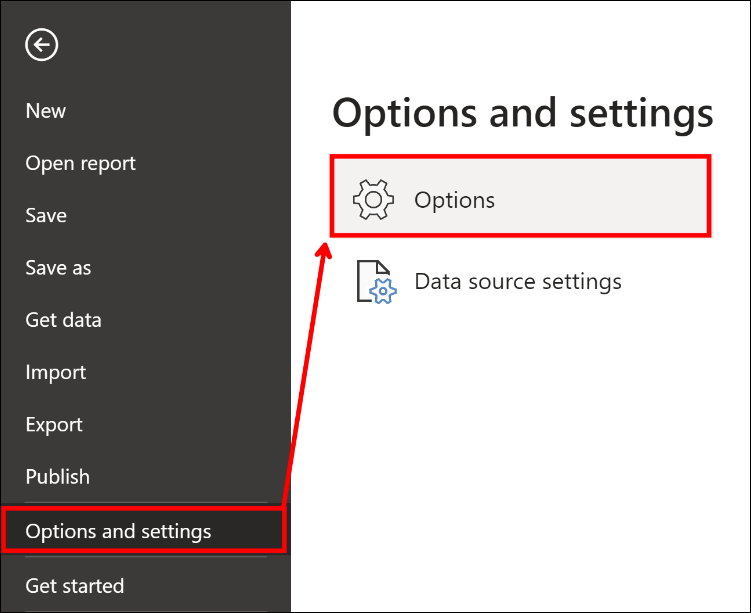 New
Open report
Save
Save as
Get data
Import
Export
Publish
Options and settings
Get started
Options and settings
Options
Data source settings